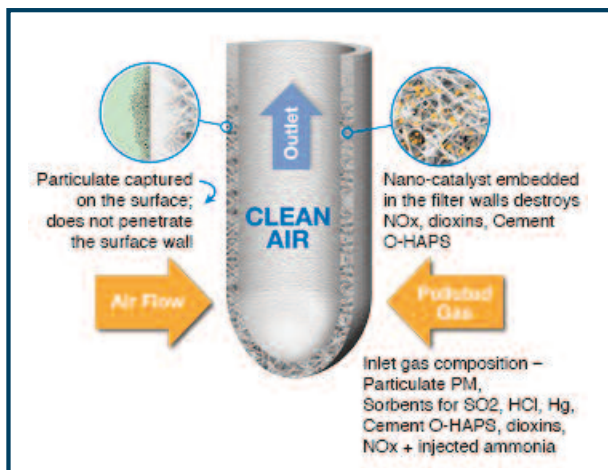 Outlet
Particulate captured
on the surface;
does not penetrate
the surface wall
CLEAN
AIR
Nano-catalyst embedded
in the filter walls destroys
NOx, dioxins, Cement
O-HAPS
Air Flow
Polluted
Gas
Inlet gas composition –
Particulate PM,
Sorbents for SO2, HCl, Hg,
Cement O-HAPS, dioxins,
NOx + injected ammonia